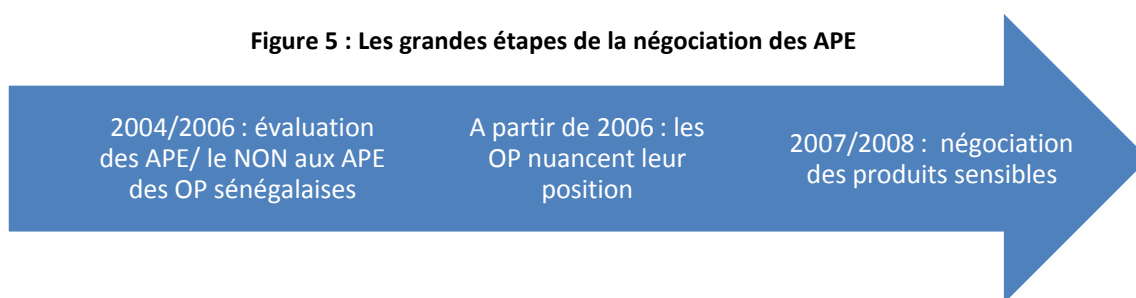 Figure 5 : Les grandes étapes de la négociation des APE
2004/2006 : évaluation
des APE/ le NON aux APE
des OP sénégalaises
A partir de 2006 : les
OP nuancent leur
position
2007/2008 : négociation
des produits sensibles